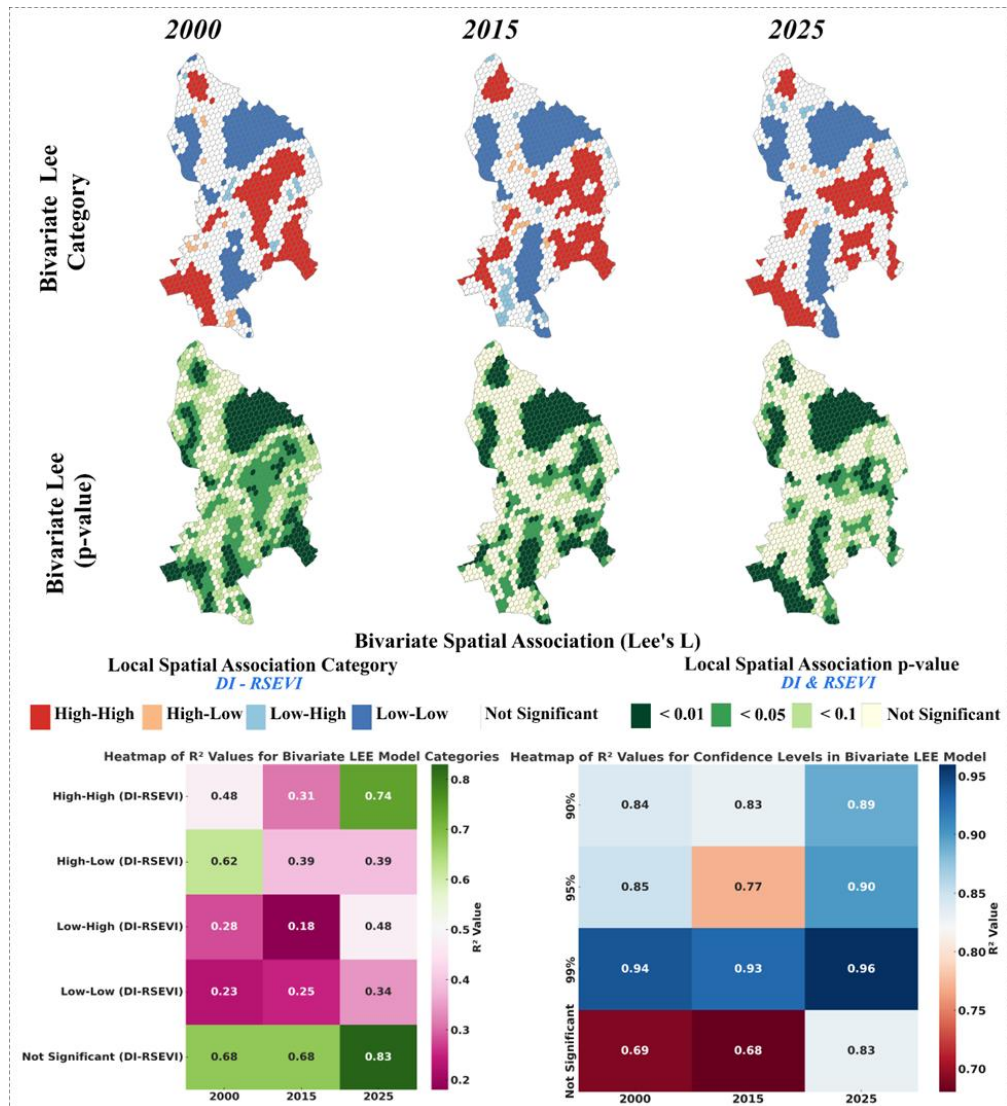 2000 2015 2025
Bivariate Lee
Category
Bivariate Lee
(p-value)
Bivariate Spatial Association (Lee's L)
Local Spatial Association Category
DI - RSEVI
High-High High-Low Low-High Low-Low Not Significant
Local Spatial Association p-value
DI & RSEVI
< 0.01 < 0.05 < 0.1 Not Significant
Heatmap of R² Values for Bivariate LEE Model Categories
High-High (DI-RSEVI) 0.48 0.31 0.74
High-Low (DI-RSEVI) 0.62 0.39 0.39
Low-High (DI-RSEVI) 0.28 0.18 0.48
Low-Low (DI-RSEVI) 0.23 0.25 0.34
Not Significant (DI-RSEVI) 0.68 0.68 0.83
2000 2015 2025
0.8
0.7
0.6
0.5
0.4
0.3
0.2
R² Value
Heatmap of R² Values for Confidence Levels in Bivariate LEE Model
90% 0.84 0.83 0.89
95% 0.85 0.77 0.90
99% 0.94 0.93 0.96
Not Significant 0.69 0.68 0.83
2000 2015 2025
0.95
0.90
0.85
0.80
0.75
0.70
R² Value